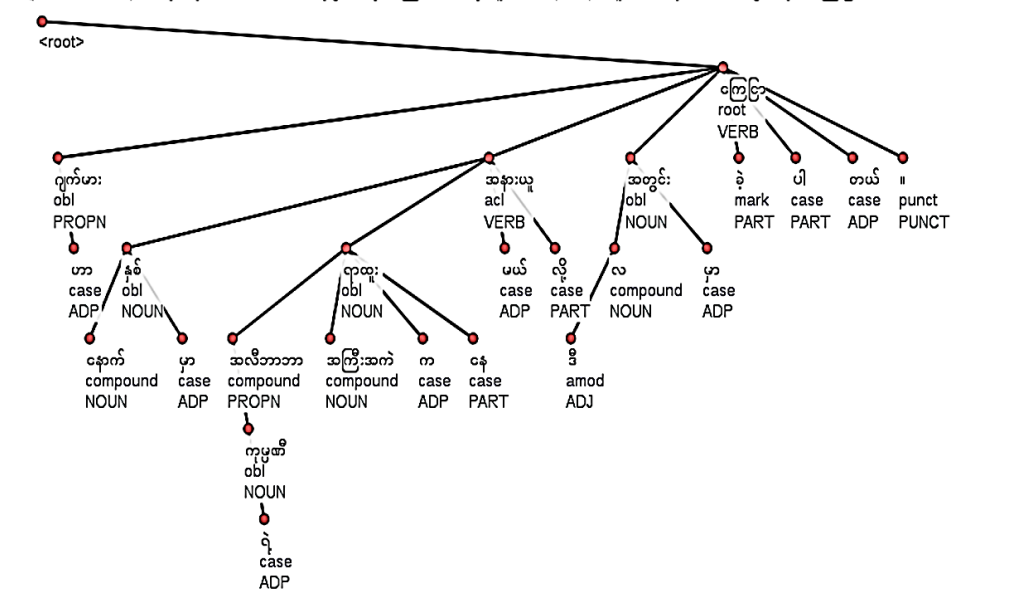 <root>
ကြေငြာ
root
VERB
ဂျက်မား
obl
PROPN
အနားယူ
acl
VERB
အတွင်း
obl
NOUN
ခဲ့
mark
PART
ပါ
case
PART
တယ်
case
ADP
။
punct
PUNCT
ဟာ
case
ADP
နှစ်
obl
NOUN
ရာထူး
obl
NOUN
မယ်
case
ADP
လို့
case
PART
လ
compound
NOUN
မှာ
case
ADP
နောက်
compound
NOUN
မှာ
case
ADP
အလီဘာဘာ
compound
PROPN
အကြီးအကဲ
compound
NOUN
က
case
ADP
နေ
case
PART
ဒီ
amod
ADJ
ကုမ္ပဏီ
obl
NOUN
ရဲ့
case
ADP